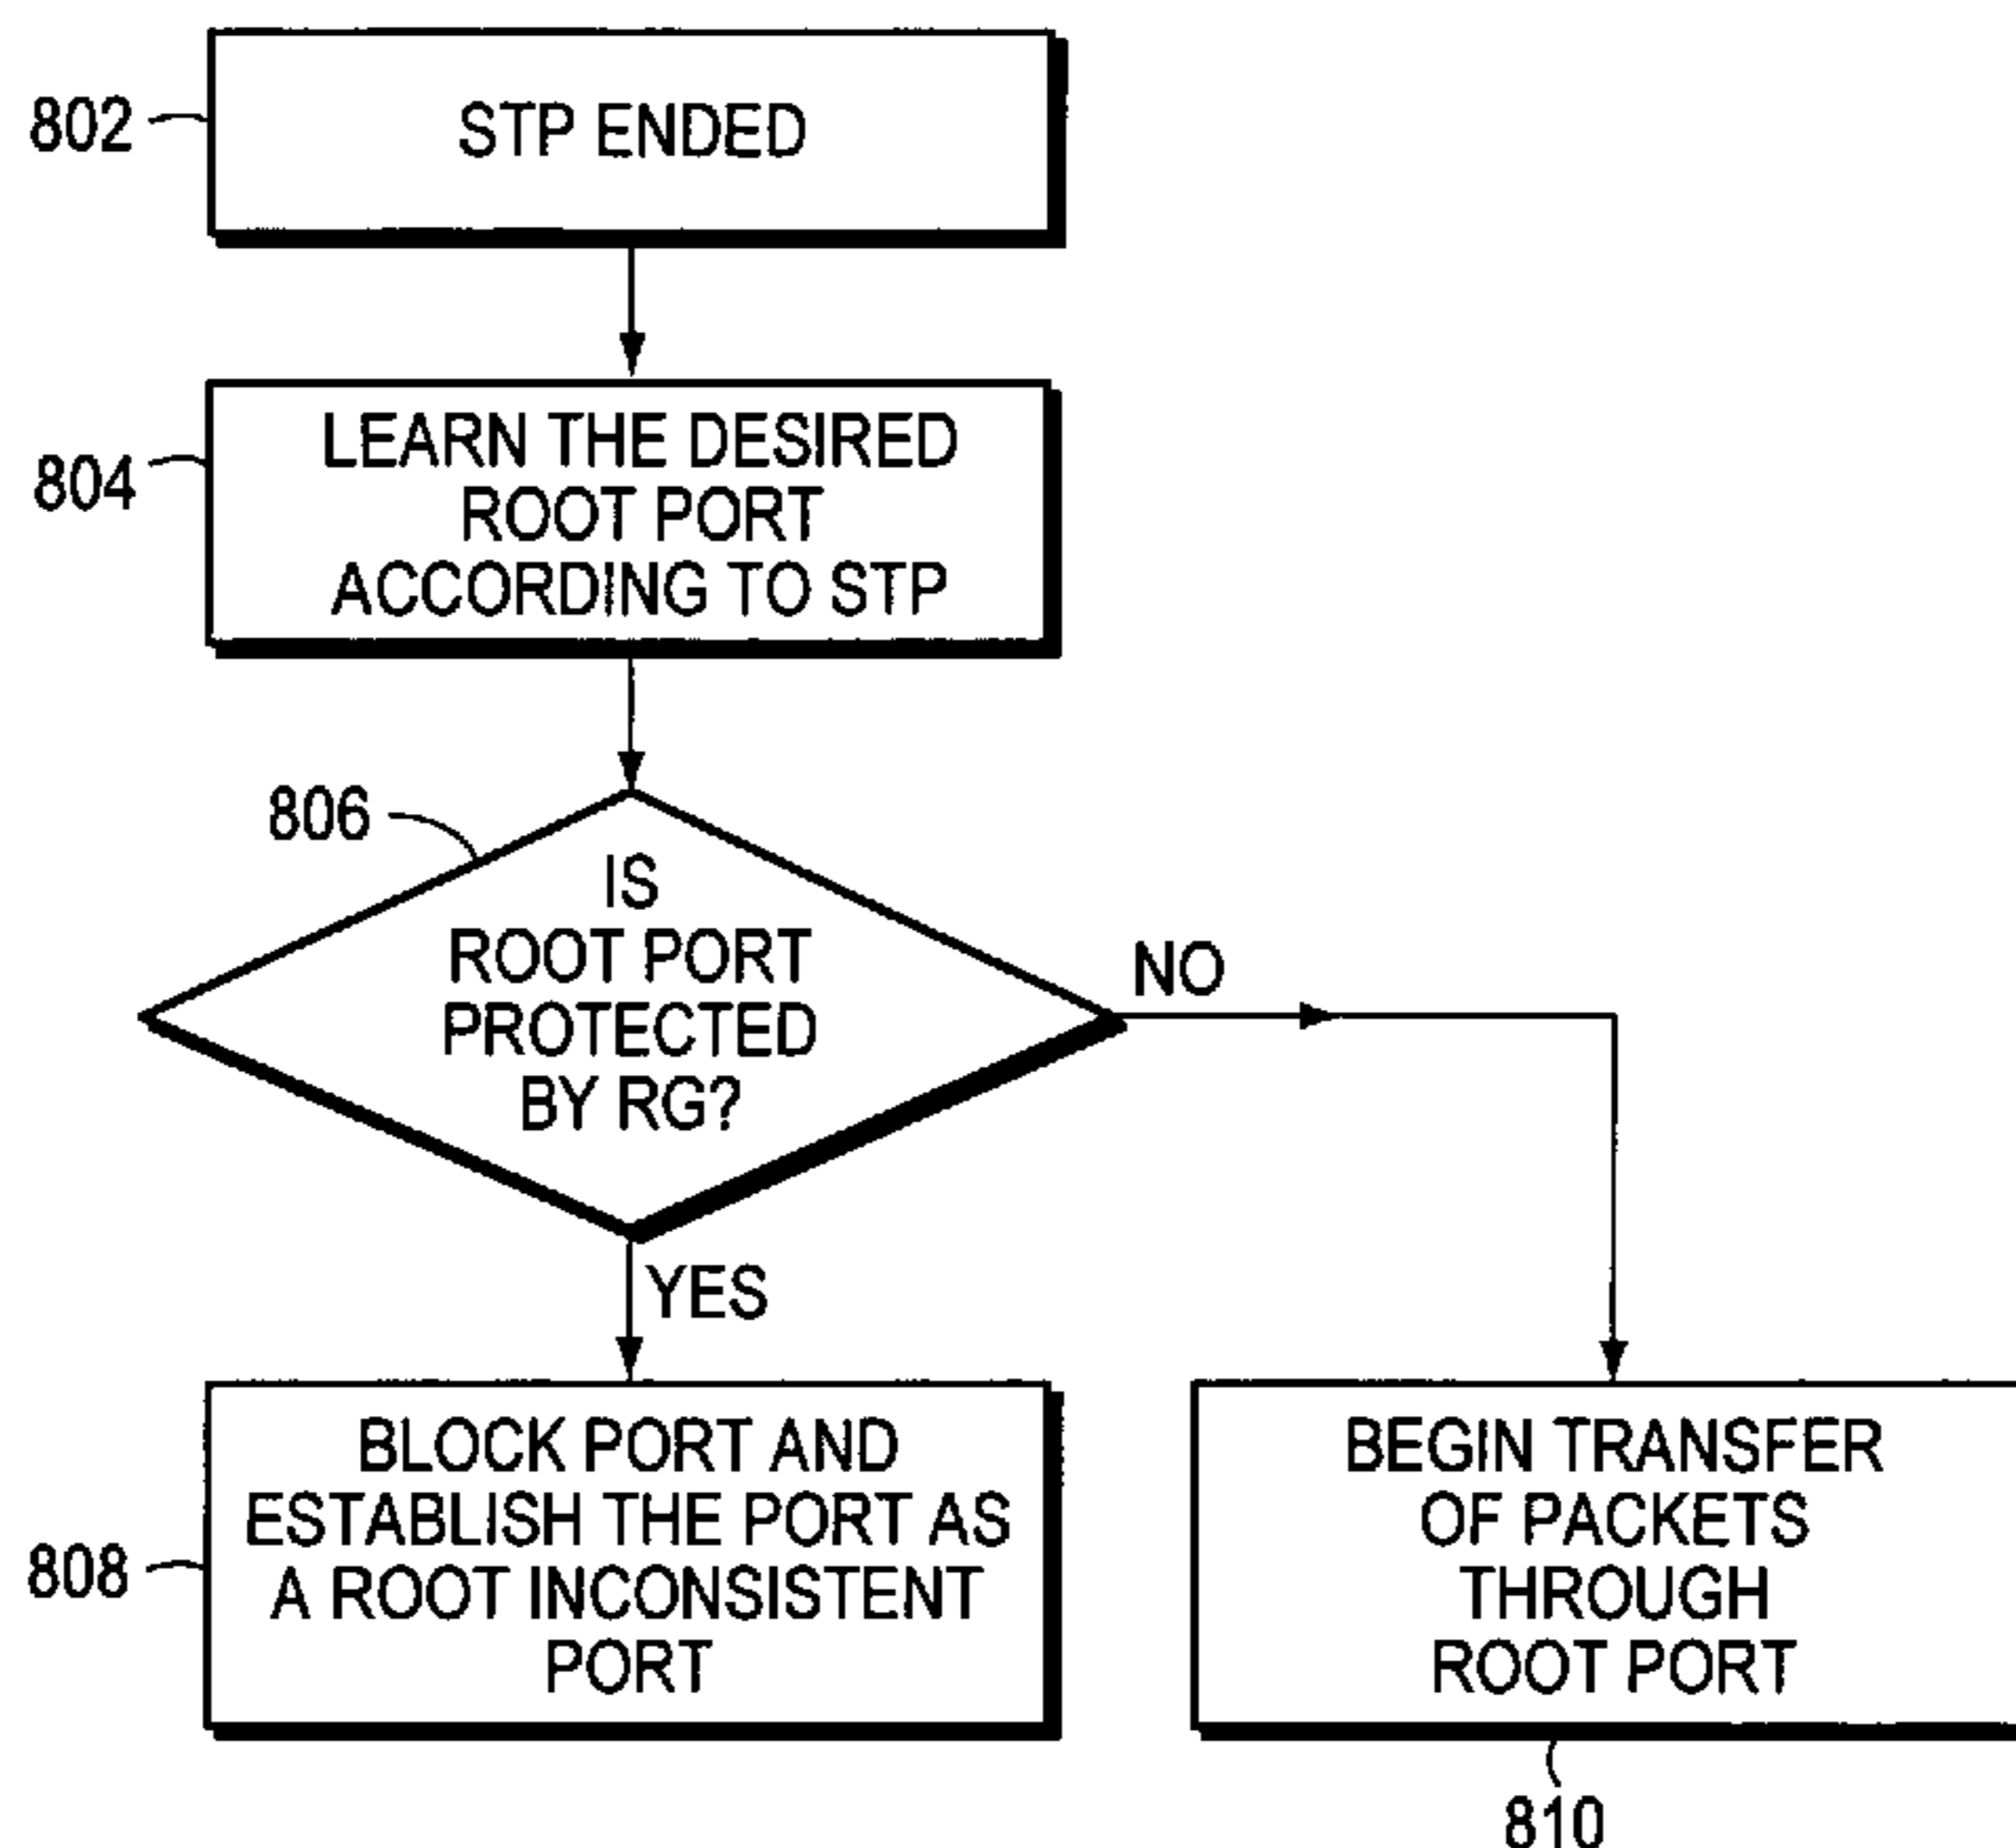 802
STP ENDED
804
LEARN THE DESIRED
ROOT PORT
ACCORDING TO STP
806
IS
ROOT PORT
PROTECTED
BY RG?
NO
YES
808
BLOCK PORT AND
ESTABLISH THE PORT AS
A ROOT INCONSISTENT
PORT
BEGIN TRANSFER
OF PACKETS
THROUGH
ROOT PORT
810